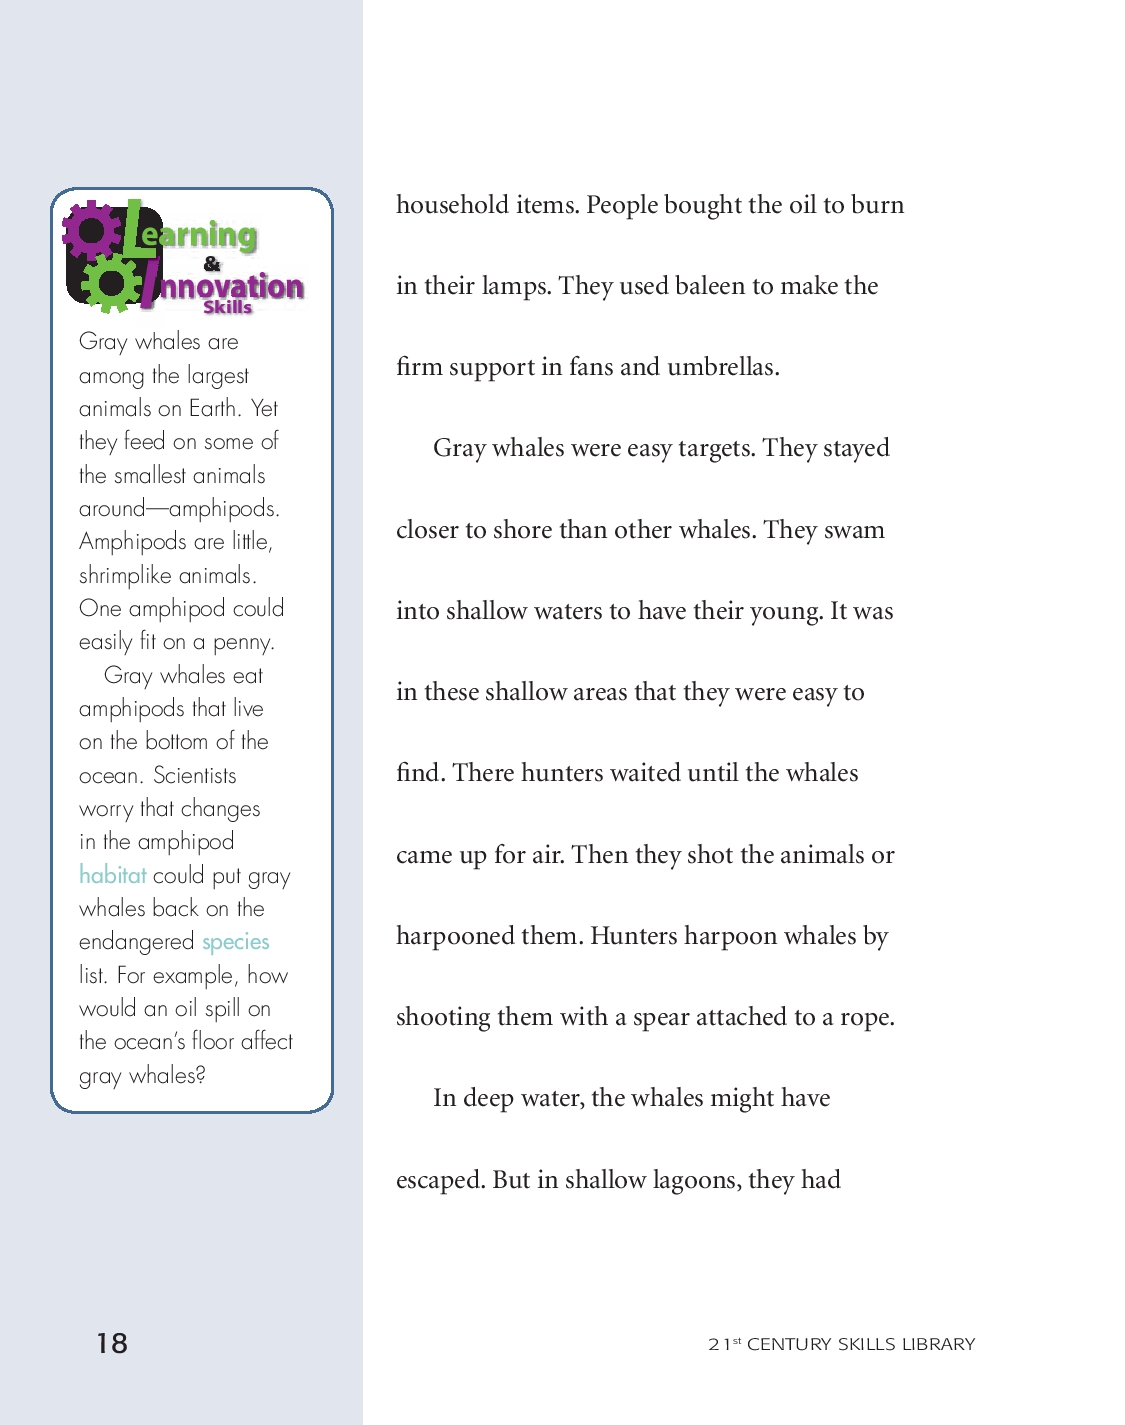 Learning
&
Innovation
Skills
Gray whales are
among the largest
animals on Earth. Yet
they feed on some of
the smallest animals
around—amphipods.
Amphipods are little,
shrimplike animals.
One amphipod could
easily fit on a penny.
Gray whales eat
amphipods that live
on the bottom of the
ocean. Scientists
worry that changes
in the amphipod
habitat could put gray
whales back on the
endangered species
list. For example, how
would an oil spill on
the ocean's floor affect
gray whales?
household items. People bought the oil to burn
in their lamps. They used baleen to make the
firm support in fans and umbrellas.
Gray whales were easy targets. They stayed
closer to shore than other whales. They swam
into shallow waters to have their young. It was
in these shallow areas that they were easy to
find. There hunters waited until the whales
came up for air. Then they shot the animals or
harpooned them. Hunters harpoon whales by
shooting them with a spear attached to a rope.
In deep water, the whales might have
escaped. But in shallow lagoons, they had
18
21st CENTURY SKILLS LIBRARY